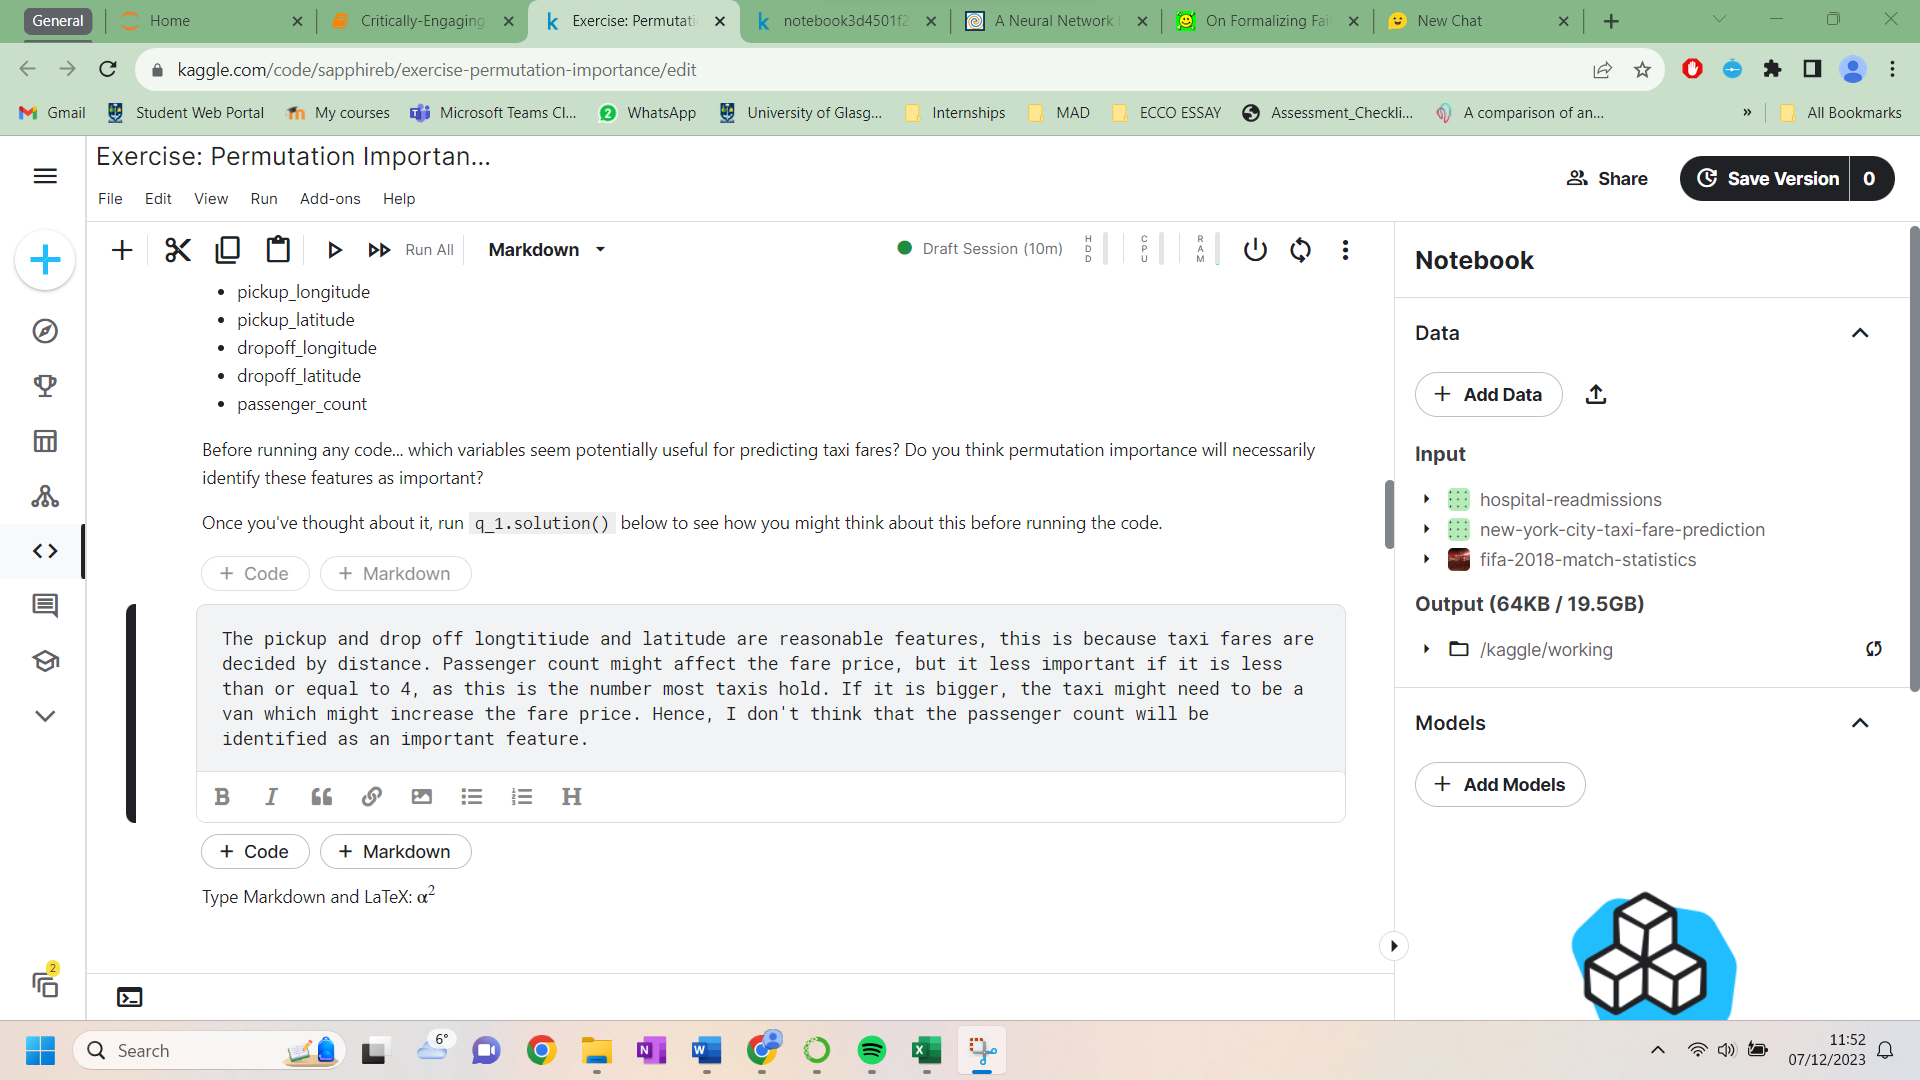 General
Home
Critically-Engaging
Exercise: Permutati
notebook3d4501f2
A Neural Network
On Formalizing Fai
New Chat
kaggle.com/code/sapphireb/exercise-permutation-importance/edit
Gmail
Student Web Portal
My courses
Microsoft Teams Cl...
WhatsApp
University of Glasg...
Internships
MAD
ECCO ESSAY
Assessment_Checkli...
A comparison of an...
»
All Bookmarks
Exercise: Permutation Importan...
File Edit View Run Add-ons Help
Share
Save Version 0
Run All
Markdown
Draft Session (10m)
HDD
CPU
RAM
pickup_longitude
pickup_latitude
dropoff_longitude
dropoff_latitude
passenger_count
Before running any code... which variables seem potentially useful for predicting taxi fares? Do you think permutation importance will necessarily
identify these features as important?
Once you've thought about it, run q_1.solution() below to see how you might think about this before running the code.
+ Code + Markdown
The pickup and drop off longtitiude and latitude are reasonable features, this is because taxi fares are
decided by distance. Passenger count might affect the fare price, but it less important if it is less
than or equal to 4, as this is the number most taxis hold. If it is bigger, the taxi might need to be a
van which might increase the fare price. Hence, I don't think that the passenger count will be
identified as an important feature.
B I H
+ Code + Markdown
Type Markdown and LaTeX: α²
Notebook
Data
+ Add Data
Input
hospital-readmissions
new-york-city-taxi-fare-prediction
fifa-2018-match-statistics
Output (64KB / 19.5GB)
/kaggle/working
Models
+ Add Models
2
Search
6°
11:52
07/12/2023